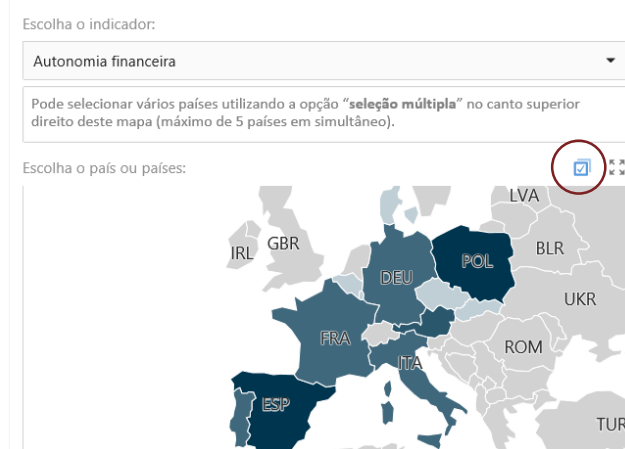 Escolha o indicador:
Autonomia financeira
Pode selecionar vários países utilizando a opção “seleção múltipla” no canto superior
direito deste mapa (máximo de 5 países em simultâneo).
Escolha o país ou países:
LVA
IRL
GBR
DEU
POL
BLR
UKR
FRA
ITA
ROM
ESP
TUR